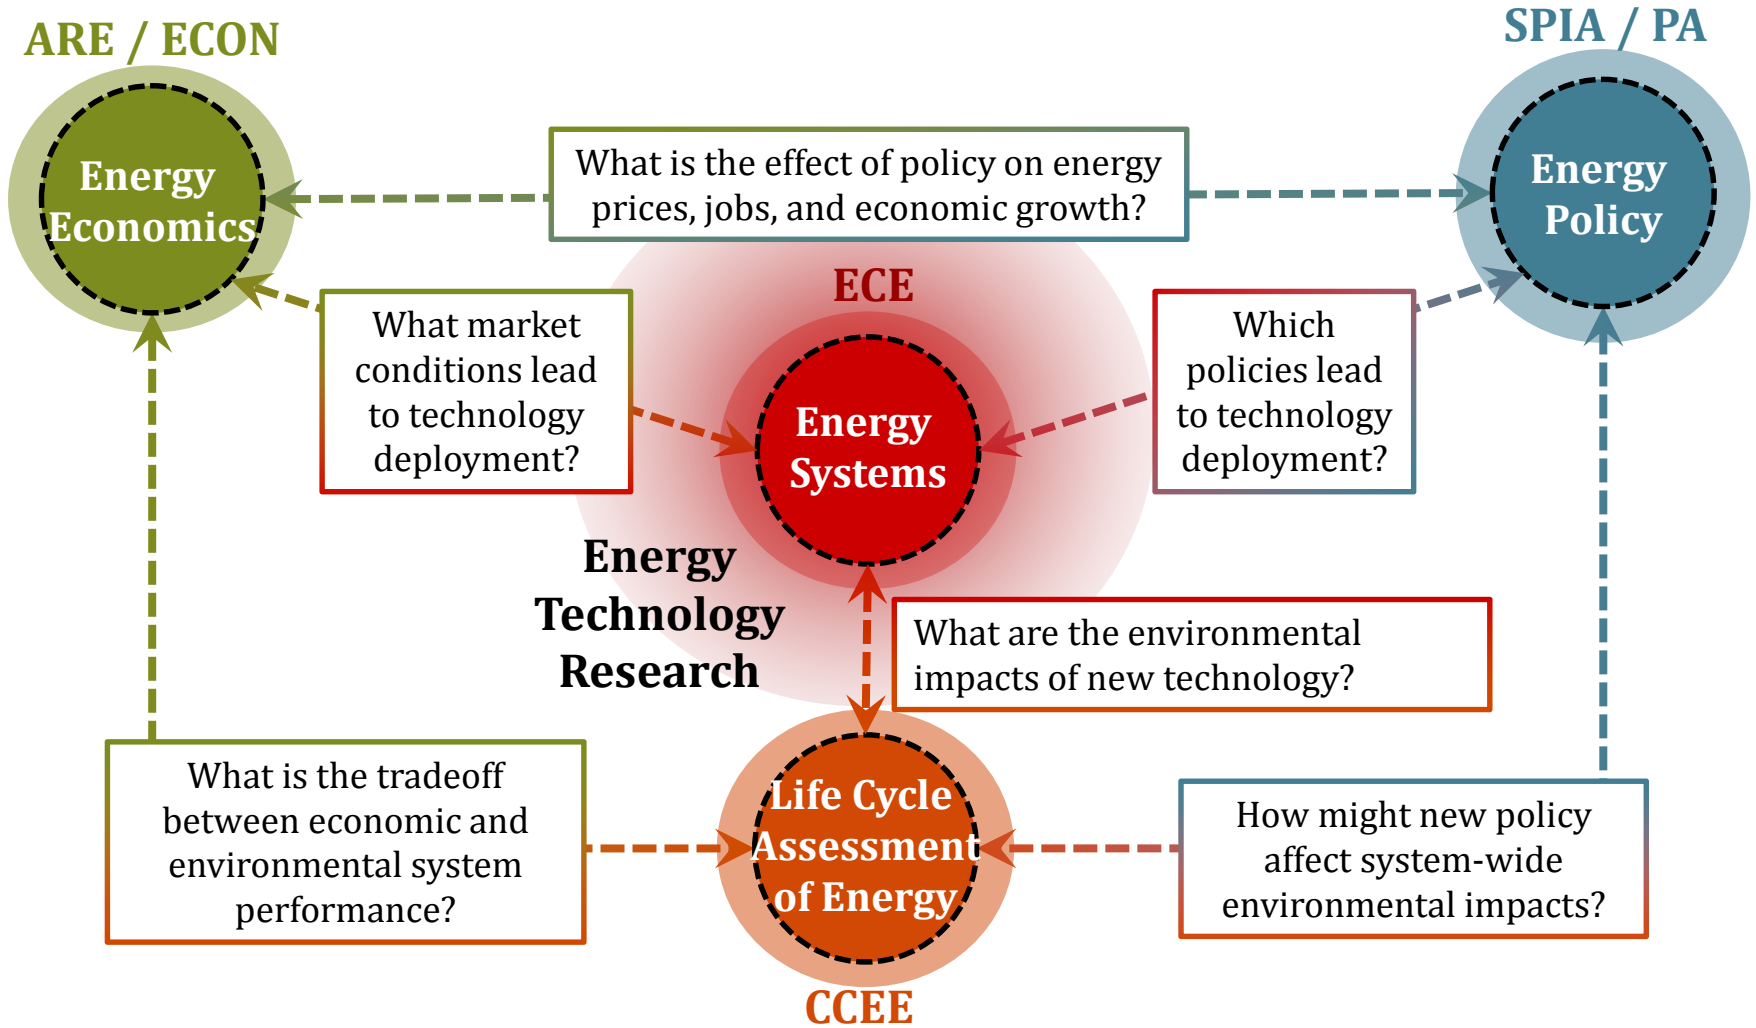 ARE / ECON
SPIA / PA
Energy
Economics
What is the effect of policy on energy
prices, jobs, and economic growth?
Energy
Policy
ECE
What market
conditions lead
to technology
deployment?
Energy
Systems
Which
policies lead
to technology
deployment?
Energy
Technology
Research
What are the environmental
impacts of new technology?
What is the tradeoff
between economic and
environmental system
performance?
Life Cycle
Assessment
of Energy
How might new policy
affect system-wide
environmental impacts?
CCEE